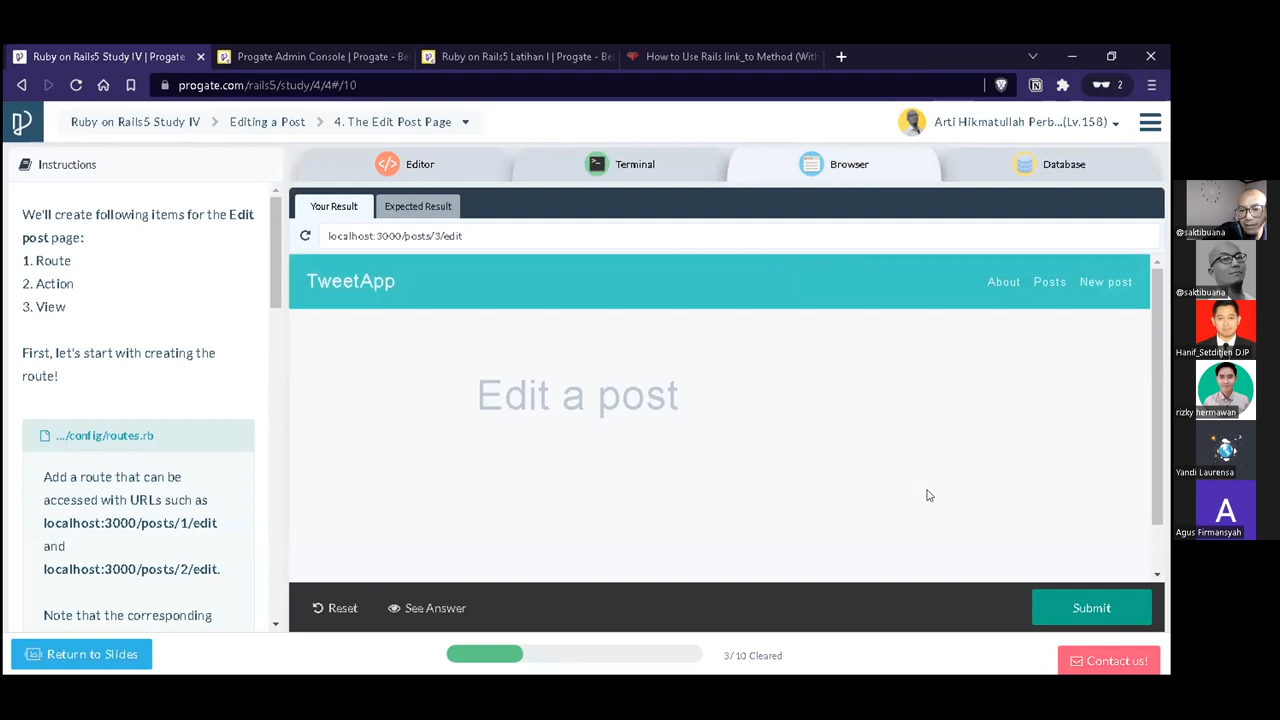 Ruby on Rails5 Study IV | Progate
Progate Admin Console | Progate - Be
Ruby on Rails5 Latihan I | Progate - Be
How to Use Rails link_to Method (With
progate.com/rails5/study/4/4#/10
2
Ruby on Rails5 Study IV
Editing a Post
4. The Edit Post Page
Arti Hikmatullah Perb...(Lv.158)
Instructions
Editor
Terminal
Browser
Database
We'll create following items for the Edit
post page:
1. Route
2. Action
3. View
First, let's start with creating the
route!
.../config/routes.rb
Add a route that can be
accessed with URLs such as
localhost:3000/posts/1/edit
and
localhost:3000/posts/2/edit.
Note that the corresponding
Your Result
Expected Result
localhost:3000/posts/3/edit
TweetApp
About
Posts
New post
Edit a post
Reset
See Answer
Submit
Return to Slides
3/10 Cleared
Contact us!
@saktibuana
@saktibuana
Hanif_Setditjen DJP
rizky hermawan
Yandi Laurensa
A
Agus Firmansyah